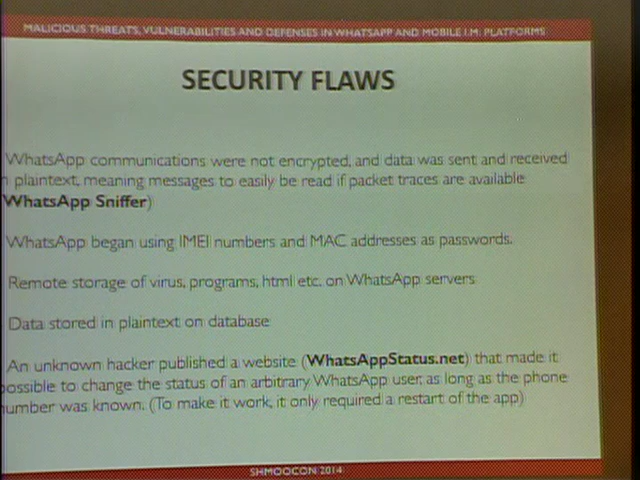 MALICIOUS THREATS, VULNERABILITIES AND DEFENSES IN WHATSAPP AND MOBILE I.M. PLATFORMS
SECURITY FLAWS
WhatsApp communications were not encrypted, and data was sent and received
n plaintext, meaning messages to easily be read if packet traces are available
WhatsApp Sniffer)
WhatsApp began using IMEI numbers and MAC addresses as passwords.
Remote storage of virus, programs, html etc. on WhatsApp servers
Data stored in plaintext on database
An unknown hacker published a website (WhatsAppStatus.net) that made it
ossible to change the status of an arbitrary WhatsApp user, as long as the phone
umber was known. (To make it work, it only required a restart of the app)
SHMOOCON 2014